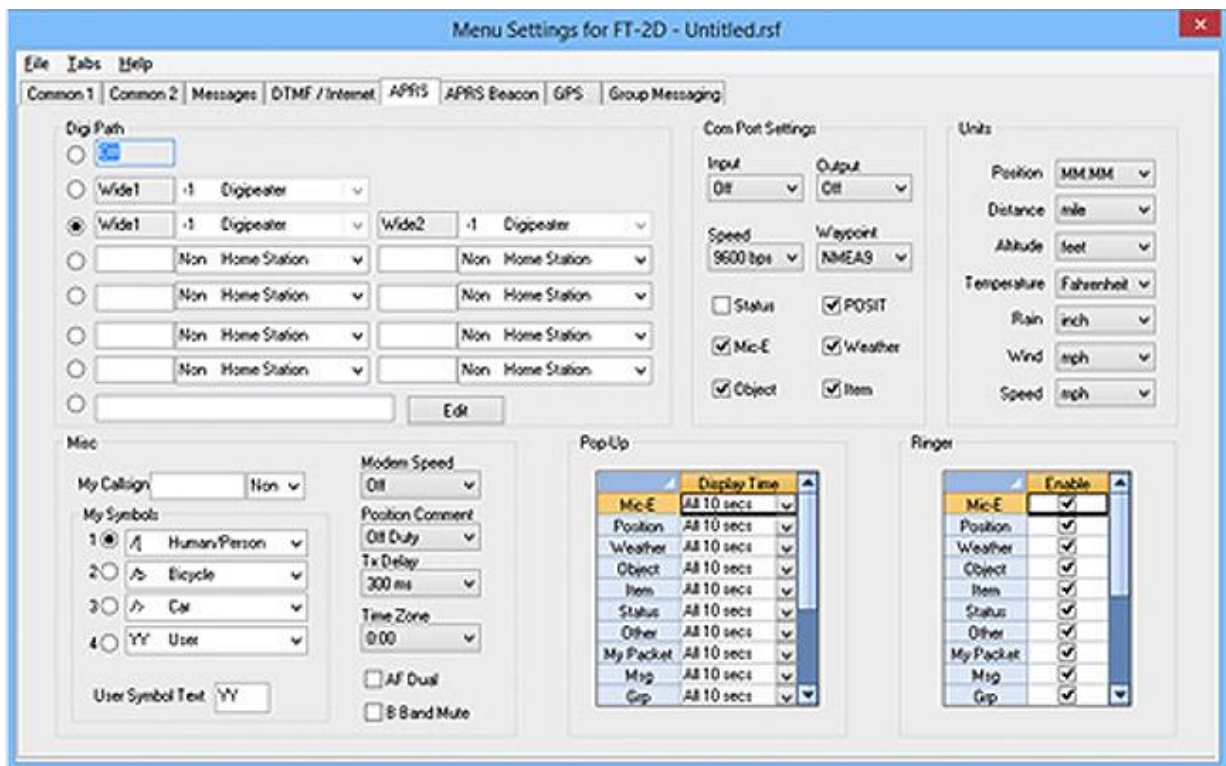 Menu Settings for FT-2D - Untitled.rsf
File Tabs Help
Common 1 Common 2 Messages DTMF / Internet APRS APRS Beacon GPS Group Messaging
Digi Path
Off
Wide1 -1 Digipeater
Wide1 -1 Digipeater Wide2 -1 Digipeater
Non Home Station Non Home Station
Non Home Station Non Home Station
Non Home Station Non Home Station
Non Home Station Non Home Station
Edit
Com Port Settings
Input Output
Off Off
Speed Waypoint
9600 bps NMEA9
Status POSIT
Mic-E Weather
Object Item
Units
Position MM.MM
Distance mile
Altitude feet
Temperature Fahrenheit
Rain inch
Wind mph
Speed mph
Misc
My Callsign Non
My Symbols
1 /[ Human/Person
2 /b Bicycle
3 /> Car
4 YY User
User Symbol Text YY
Modem Speed
Off
Position Comment
Off Duty
Tx Delay
300 ms
Time Zone
0:00
AF Dual
B Band Mute
Pop-Up
Display Time
Mic-E All 10 secs
Position All 10 secs
Weather All 10 secs
Object All 10 secs
Item All 10 secs
Status All 10 secs
Other All 10 secs
My Packet All 10 secs
Msg All 10 secs
Grp All 10 secs
Ringer
Enable
Mic-E
Position
Weather
Object
Item
Status
Other
My Packet
Msg
Grp